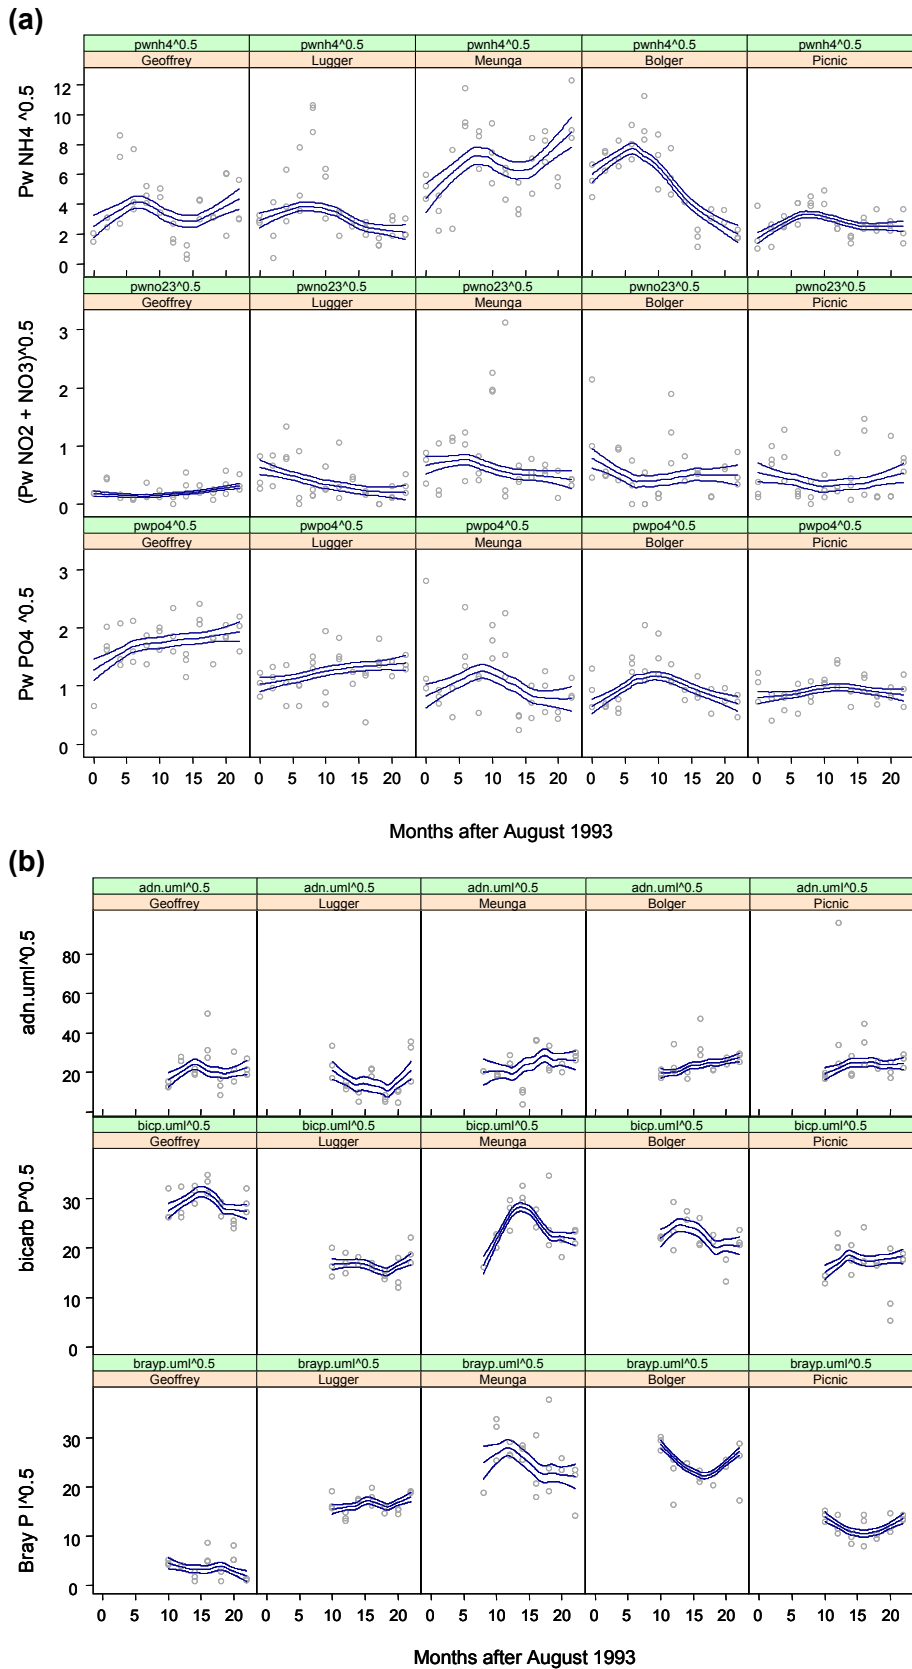 (a)
pwnh4^0.5 pwnh4^0.5 pwnh4^0.5 pwnh4^0.5 pwnh4^0.5
Geoffrey Lugger Meunga Bolger Picnic
Pw NH4 ^0.5
12
10
8
6
4
2
0
pwno23^0.5 pwno23^0.5 pwno23^0.5 pwno23^0.5 pwno23^0.5
Geoffrey Lugger Meunga Bolger Picnic
(Pw NO2 + NO3)^0.5
3
2
1
0
pwpo4^0.5 pwpo4^0.5 pwpo4^0.5 pwpo4^0.5 pwpo4^0.5
Geoffrey Lugger Meunga Bolger Picnic
Pw PO4 ^0.5
3
2
1
0
0 5 10 15 20 0 5 10 15 20 0 5 10 15 20 0 5 10 15 20 0 5 10 15 20
Months after August 1993
(b)
adn.uml^0.5 adn.uml^0.5 adn.uml^0.5 adn.uml^0.5 adn.uml^0.5
Geoffrey Lugger Meunga Bolger Picnic
adn.uml^0.5
80
60
40
20
bicp.uml^0.5 bicp.uml^0.5 bicp.uml^0.5 bicp.uml^0.5 bicp.uml^0.5
Geoffrey Lugger Meunga Bolger Picnic
bicarb P^0.5
30
20
10
0
brayp.uml^0.5 brayp.uml^0.5 brayp.uml^0.5 brayp.uml^0.5 brayp.uml^0.5
Geoffrey Lugger Meunga Bolger Picnic
Bray P l^0.5
30
20
10
0
0 5 10 15 20 0 5 10 15 20 0 5 10 15 20 0 5 10 15 20 0 5 10 15 20
Months after August 1993